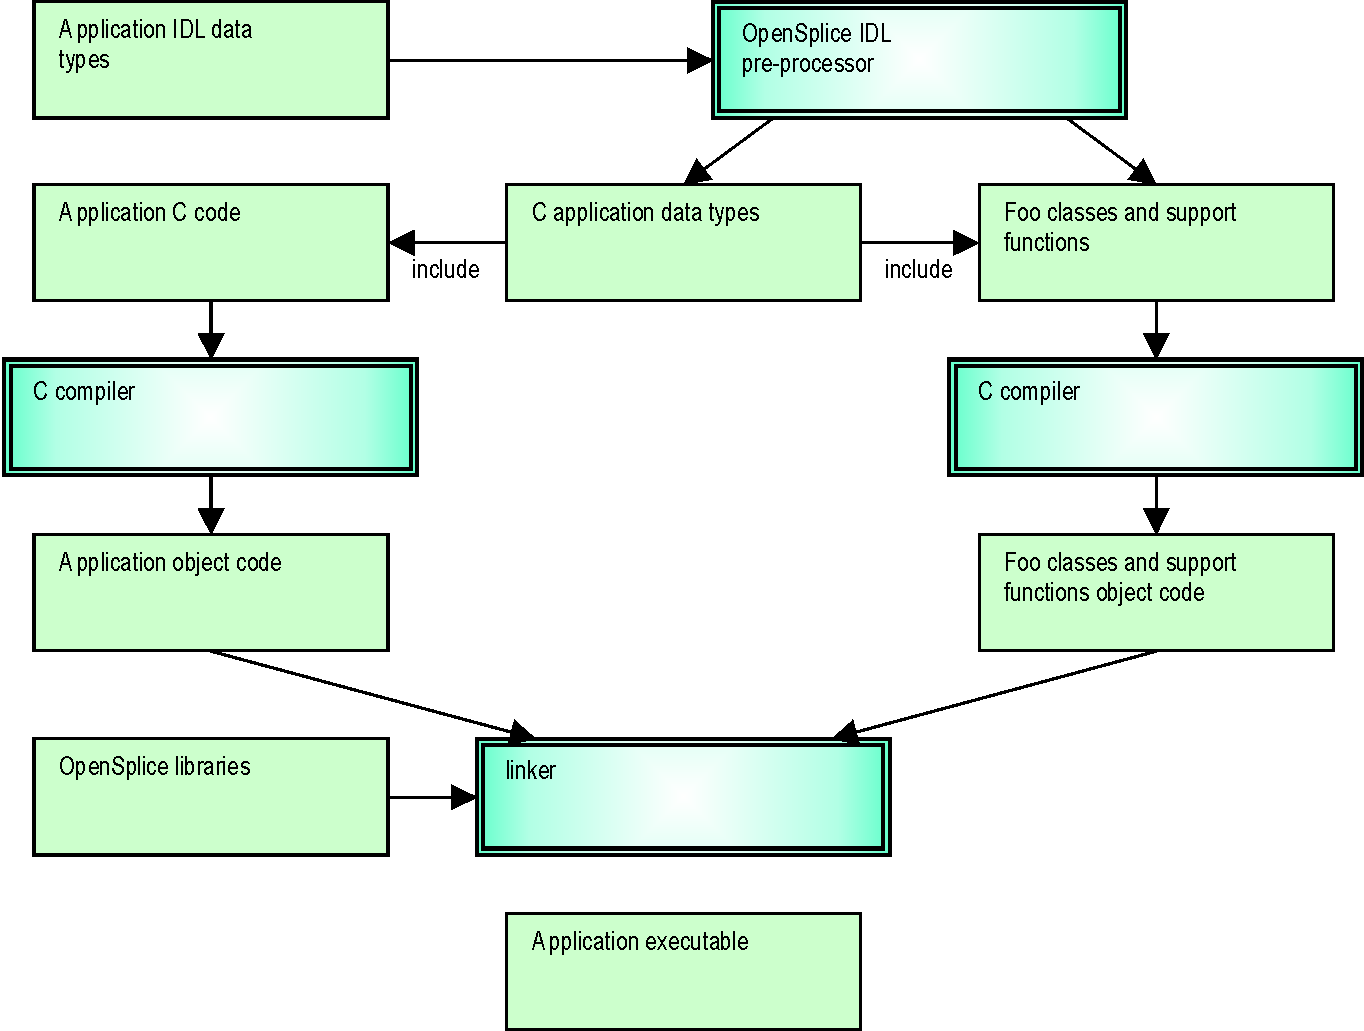 Application IDL data
types
OpenSplice IDL
pre-processor
Application C code
C application data types
Foo classes and support
functions
include
include
C compiler
C compiler
Application object code
Foo classes and support
functions object code
OpenSplice libraries
linker
Application executable